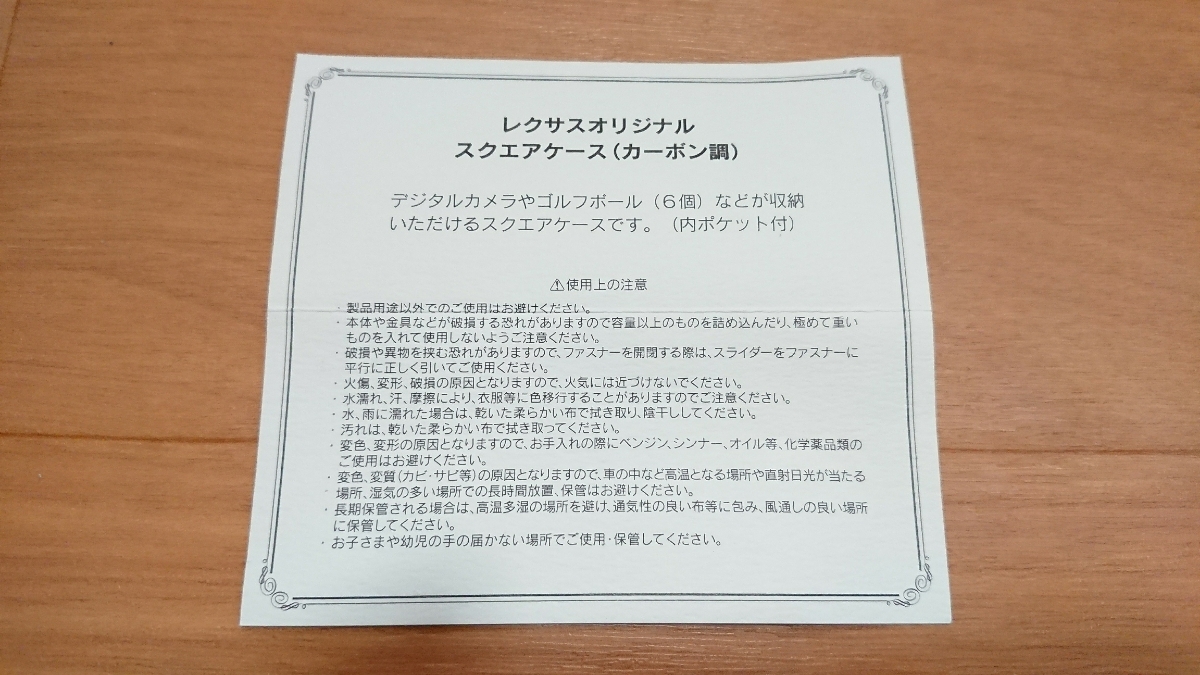 レクサスオリジナル
スクエアケース（カーボン調）
デジタルカメラやゴルフボール（６個）などが収納
いただけるスクエアケースです。（内ポケット付）
⚠使用上の注意
・製品用途以外でのご使用はお避けください。
・本体や金具などが破損する恐れがありますので容量以上のものを詰め込んだり、極めて重い
ものを入れて使用しないようご注意ください。
・破損や異物を挟む恐れがありますので、ファスナーを開閉する際は、スライダーをファスナーに
平行に正しく引いてご使用ください。
・火傷、変形、破損の原因となりますので、火気には近づけないでください。
・水濡れ、汗、摩擦により、衣服等に色移行することがありますのでご注意ください。
・水、雨に濡れた場合は、乾いた柔らかい布で拭き取り、陰干ししてください。
・汚れは、乾いた柔らかい布で拭き取ってください。
・変色、変形の原因となりますので、お手入れの際にベンジン、シンナー、オイル等、化学薬品類の
ご使用はお避けください。
・変色、変質（カビ・サビ等）の原因となりますので、車の中など高温となる場所や直射日光が当たる
場所、湿気の多い場所での長時間放置、保管はお避けください。
・長期保管される場合は、高温多湿の場所を避け、通気性の良い布等に包み、風通しの良い場所
に保管してください。
・お子さまや幼児の手の届かない場所でご使用・保管してください。